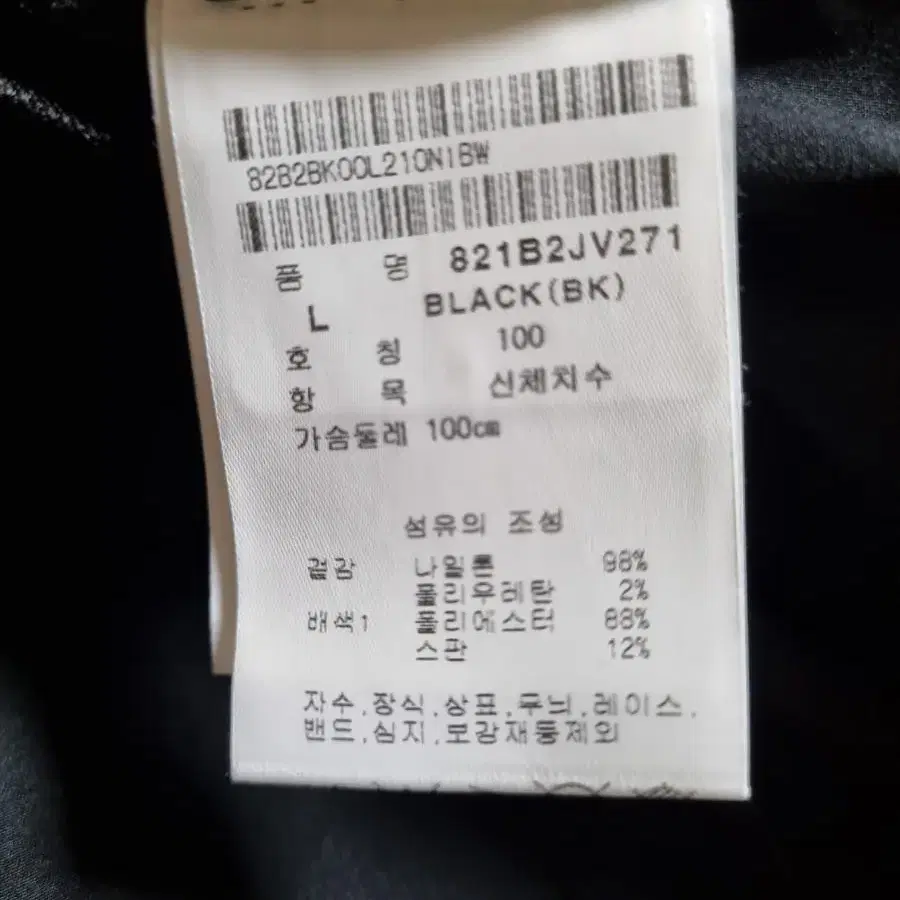 82B2BK00L210NIBW
품 명 821B2JV271
L BLACK(BK)
호 칭 100
항 목 신체치수
가슴둘레 100cm
섬유의 조성
겉감 나일론 98%
폴리우레탄 2%
배색1 폴리에스터 88%
스판 12%
자수,장식,상표,무늬,레이스,
밴드,심지,보강재등제외